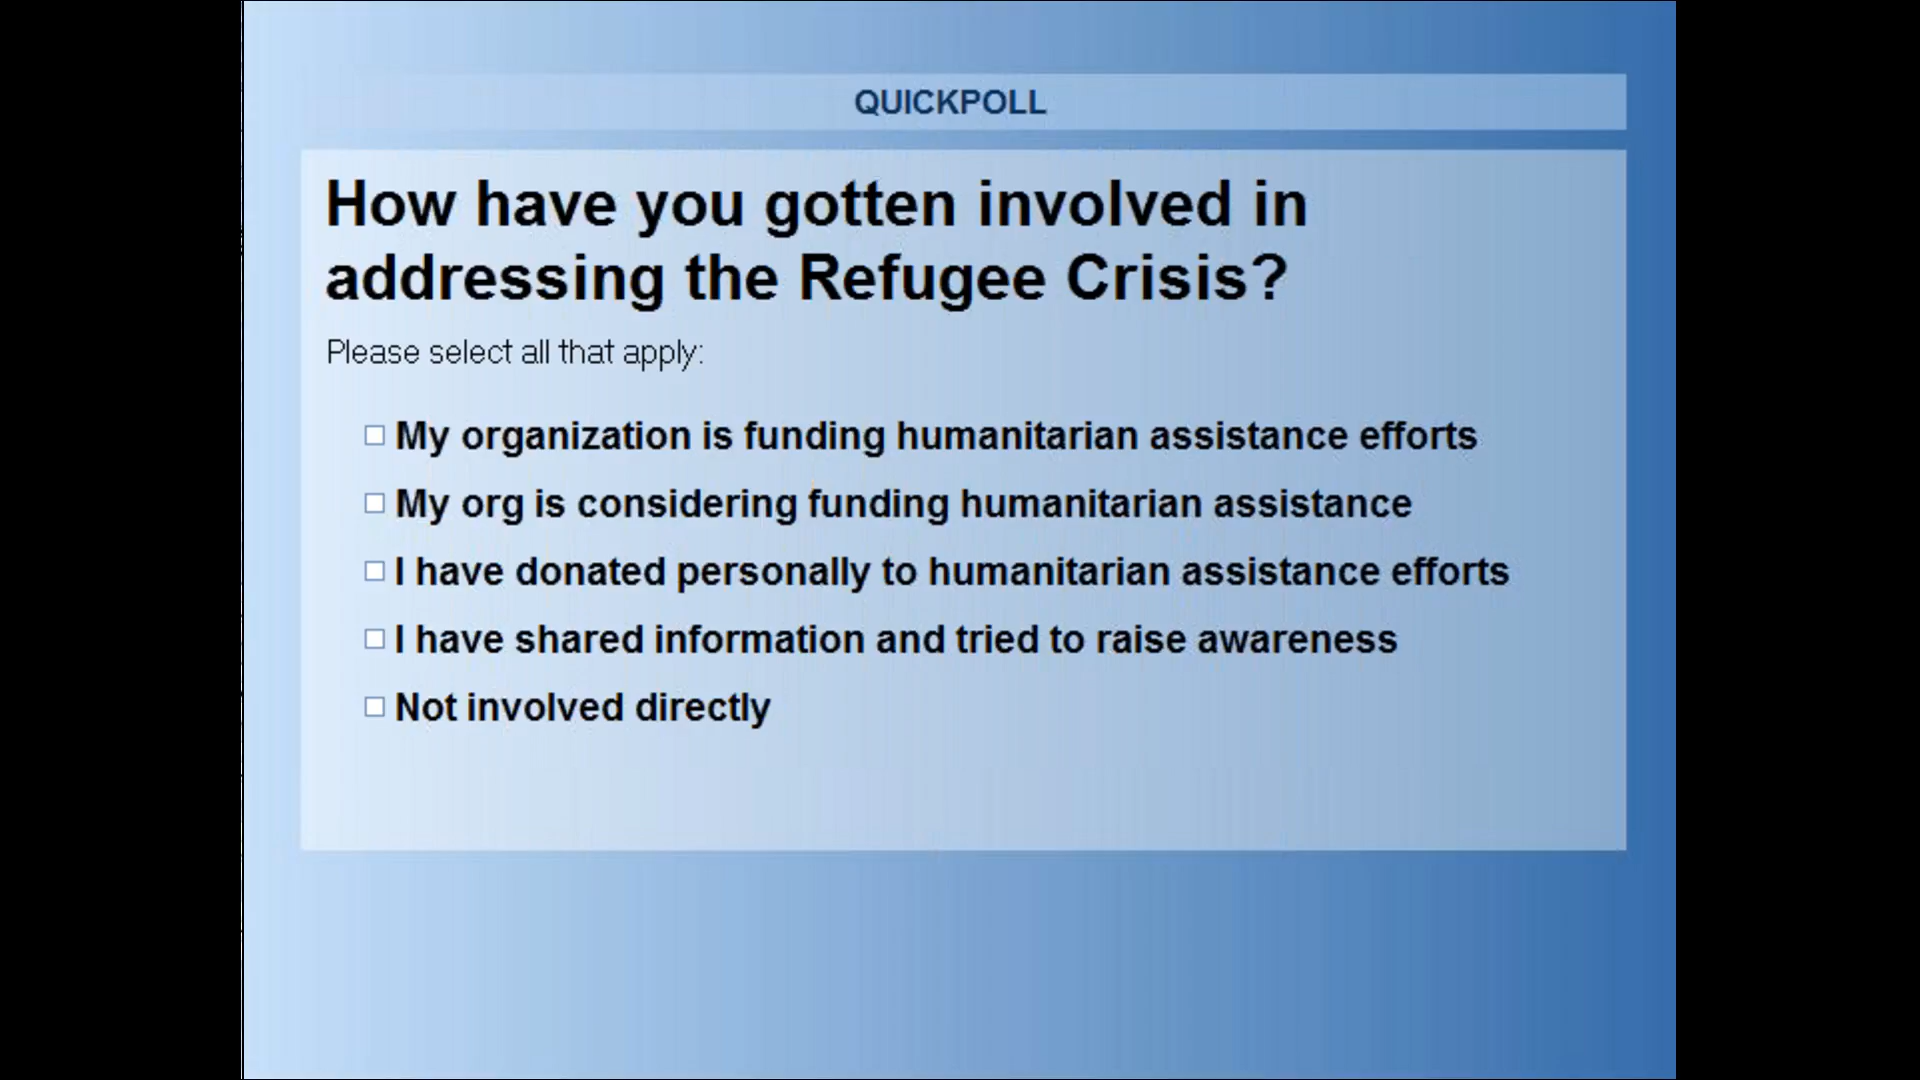 QUICKPOLL
How have you gotten involved in
addressing the Refugee Crisis?
Please select all that apply:
My organization is funding humanitarian assistance efforts
My org is considering funding humanitarian assistance
I have donated personally to humanitarian assistance efforts
I have shared information and tried to raise awareness
Not involved directly